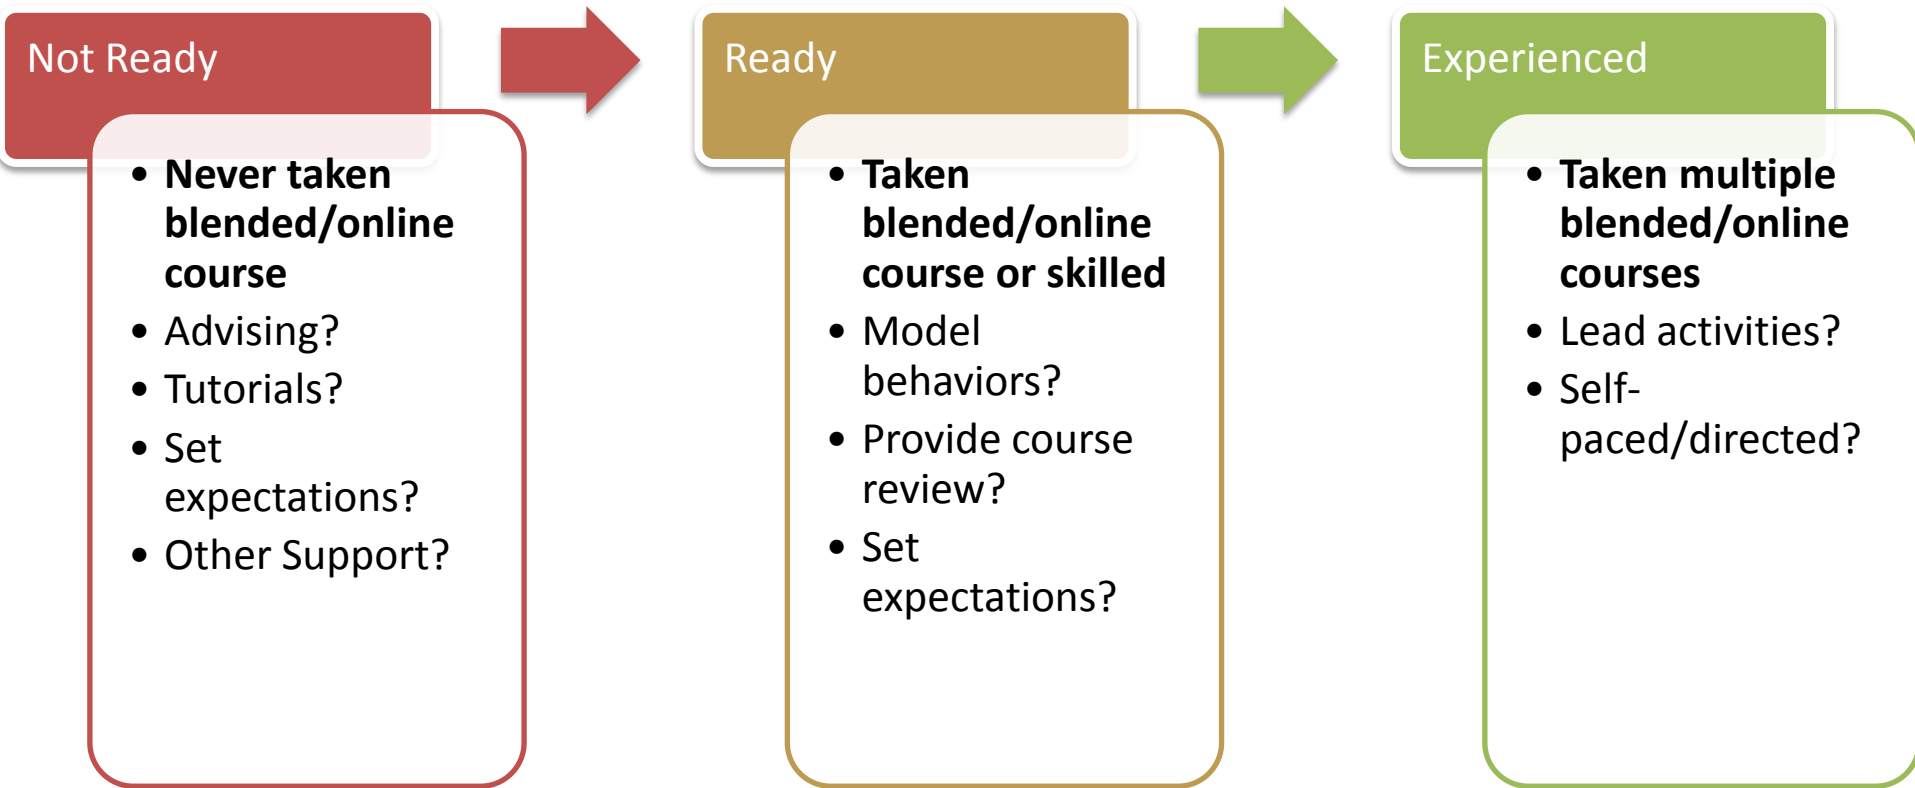 Not Ready
• Never taken
blended/online
course
• Advising?
• Tutorials?
• Set
expectations?
• Other Support?
Ready
• Taken
blended/online
course or skilled
• Model
behaviors?
• Provide course
review?
• Set
expectations?
Experienced
• Taken multiple
blended/online
courses
• Lead activities?
• Self-
paced/directed?